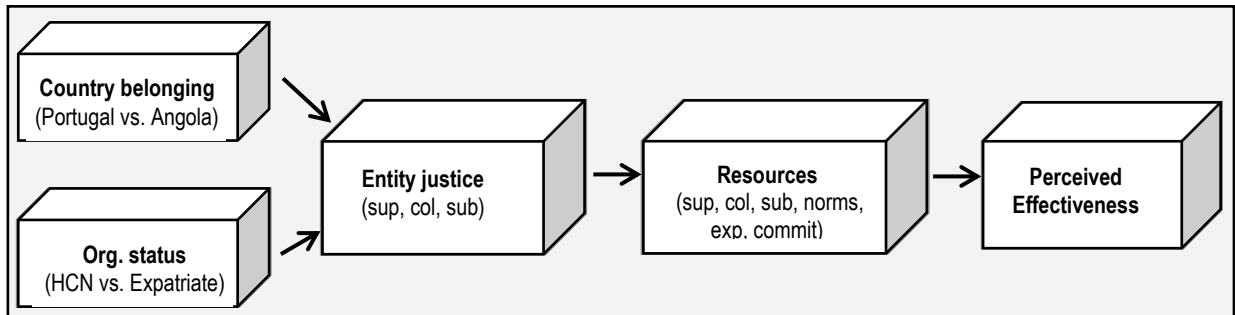 Country belonging
(Portugal vs. Angola)
Org. status
(HCN vs. Expatriate)
Entity justice
(sup, col, sub)
Resources
(sup, col, sub, norms,
exp, commit)
Perceived
Effectiveness